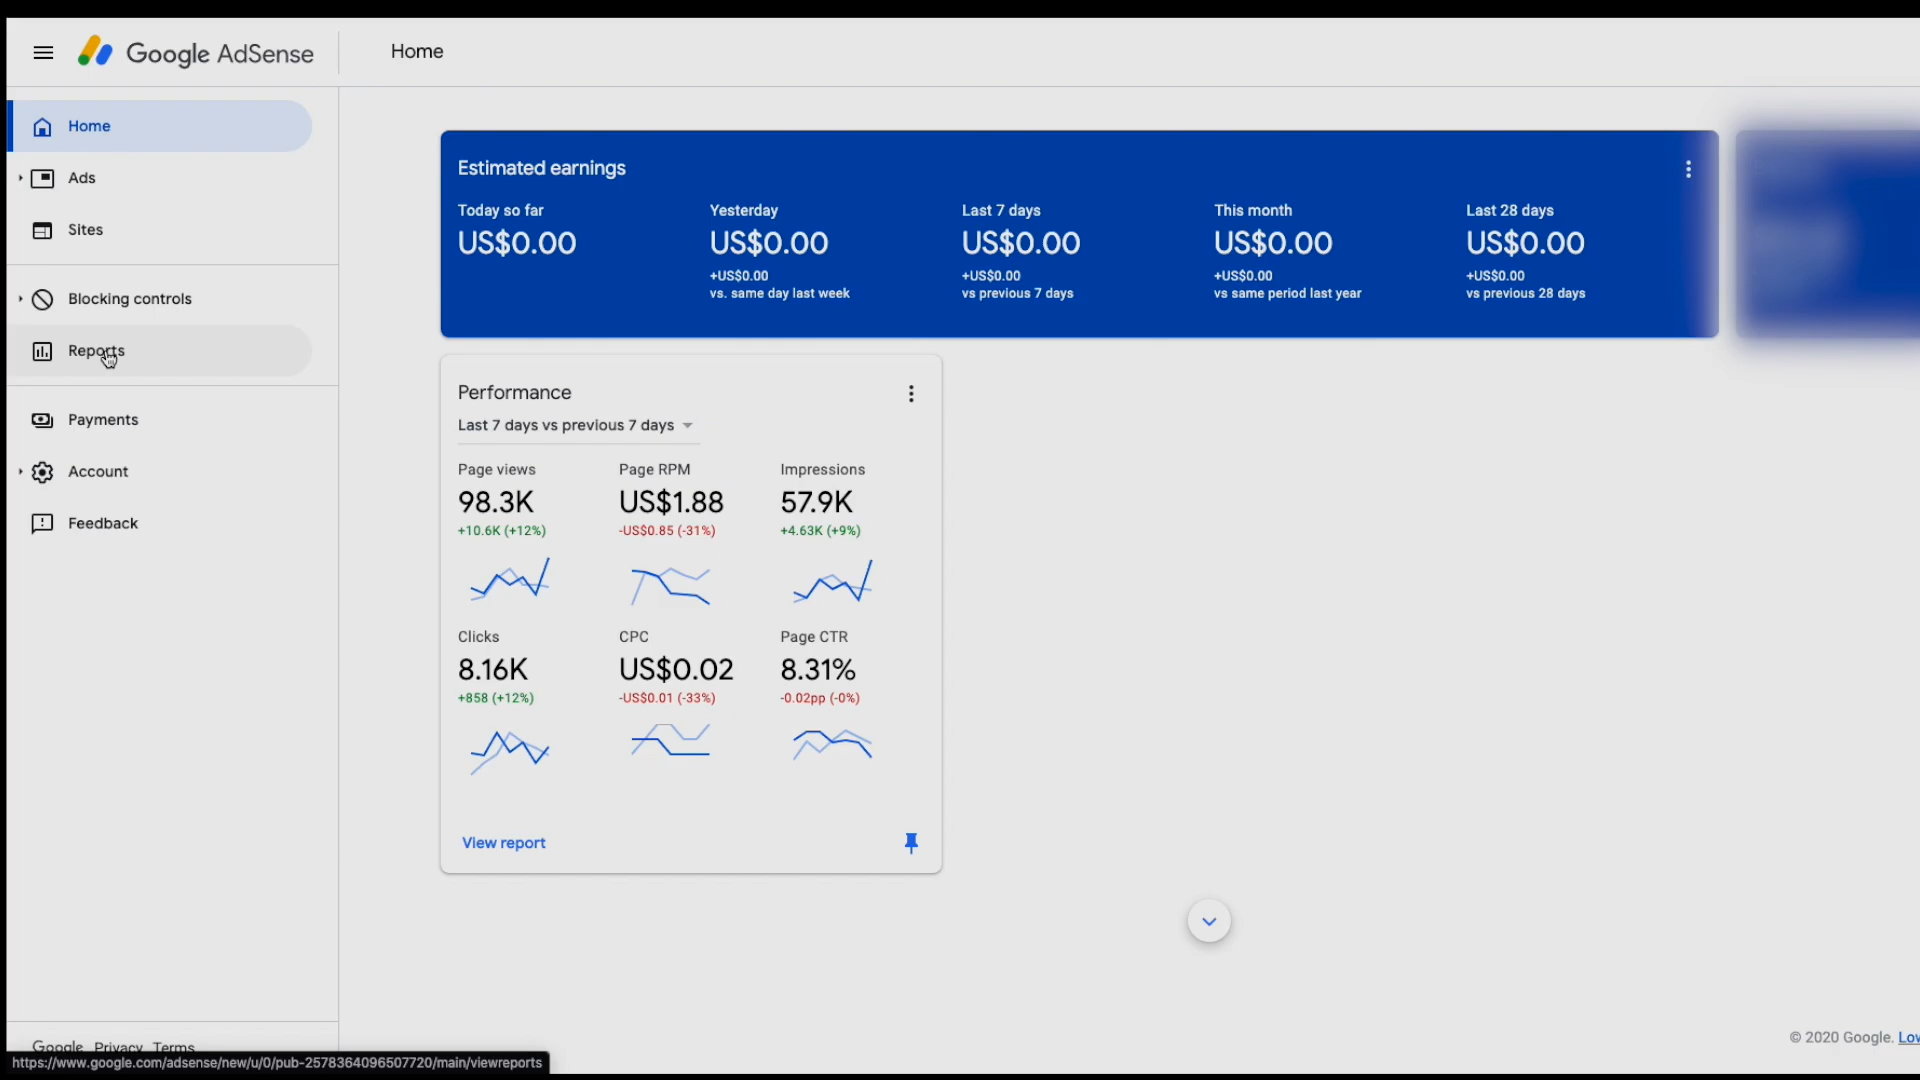 Google AdSense
Home
Home
Ads
Sites
Blocking controls
Reports
Payments
Account
Feedback
Estimated earnings
Today so far
US$0.00
Yesterday
US$0.00
+US$0.00
vs. same day last week
Last 7 days
US$0.00
+US$0.00
vs previous 7 days
This month
US$0.00
+US$0.00
vs same period last year
Last 28 days
US$0.00
+US$0.00
vs previous 28 days
Performance
Last 7 days vs previous 7 days
Page views
98.3K
+10.6K (+12%)
Page RPM
US$1.88
-US$0.85 (-31%)
Impressions
57.9K
+4.63K (+9%)
Clicks
8.16K
+858 (+12%)
CPC
US$0.02
-US$0.01 (-33%)
Page CTR
8.31%
-0.02pp (-0%)
View report
© 2020 Google. Low
Google Privacy Terms
https://www.google.com/adsense/new/u/0/pub-2578364096507720/main/viewreports